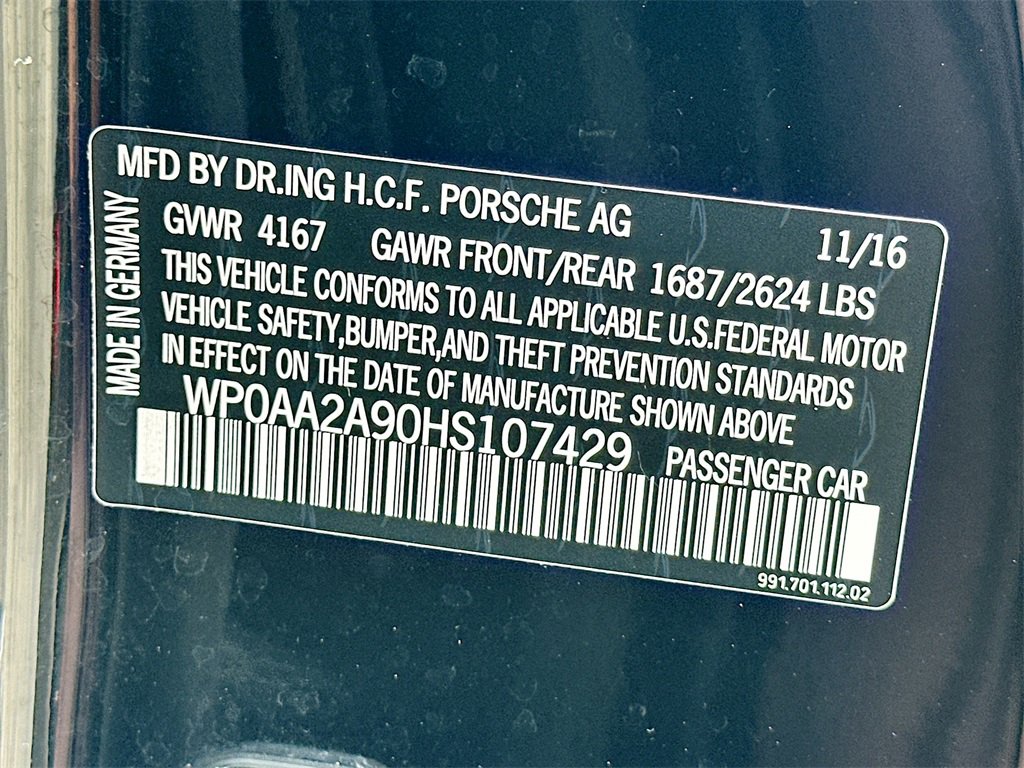 MFD BY DR.ING H.C.F. PORSCHE AG 11/16
GVWR 4167 GAWR FRONT/REAR 1687/2624 LBS
THIS VEHICLE CONFORMS TO ALL APPLICABLE U.S.FEDERAL MOTOR
VEHICLE SAFETY,BUMPER,AND THEFT PREVENTION STANDARDS
IN EFFECT ON THE DATE OF MANUFACTURE SHOWN ABOVE
WP0AA2A90HS107429 PASSENGER CAR
991.701.112.02
MADE IN GERMANY